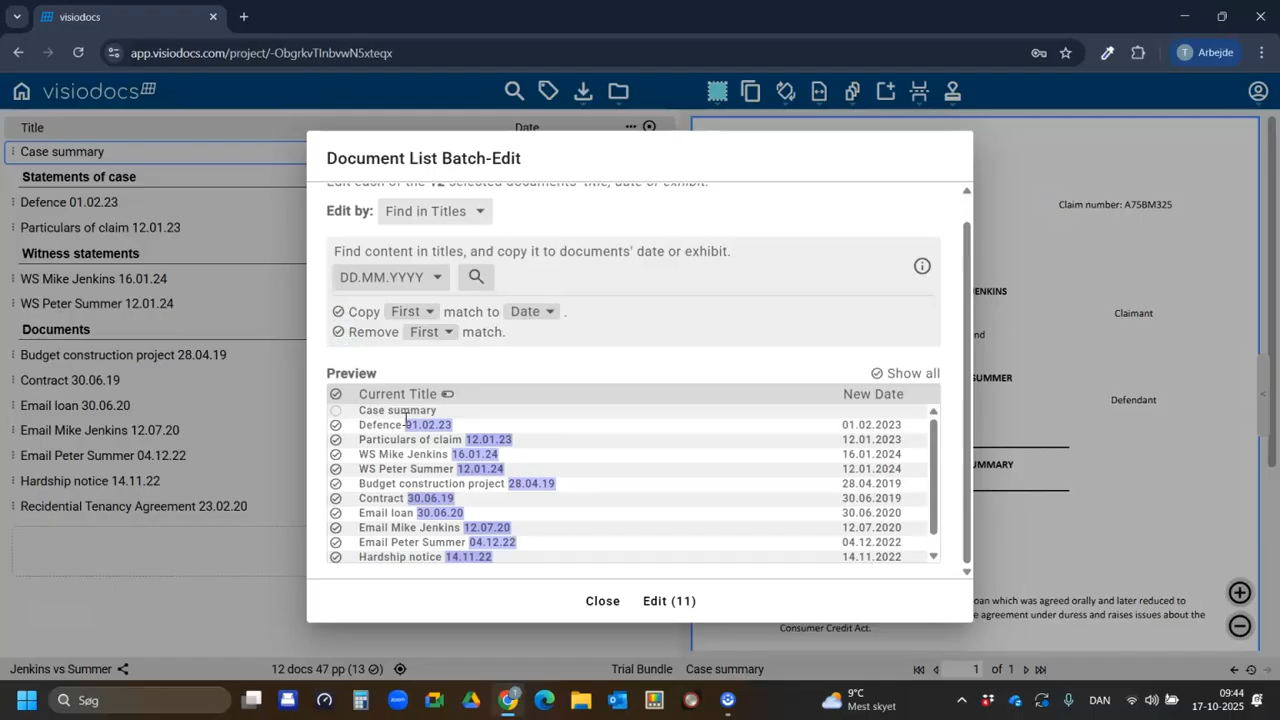 visiodocs
app.visiodocs.com/project/-ObgrkvTInbvwN5xteqx
T Arbejde
visiodocs
Title Date
Case summary
Statements of case
Defence 01.02.23
Particulars of claim 12.01.23
Witness statements
WS Mike Jenkins 16.01.24
WS Peter Summer 12.01.24
Documents
Budget construction project 28.04.19
Contract 30.06.19
Email loan 30.06.20
Email Mike Jenkins 12.07.20
Email Peter Summer 04.12.22
Hardship notice 14.11.22
Recidential Tenancy Agreement 23.02.20
Document List Batch-Edit
Edit each of the 12 selected documents' title, date or exhibit.
Edit by: Find in Titles
Find content in titles, and copy it to documents' date or exhibit.
DD.MM.YYYY
Copy First match to Date .
Remove First match.
Preview Show all
Current Title New Date
Case summary
Defence 01.02.23 01.02.2023
Particulars of claim 12.01.23 12.01.2023
WS Mike Jenkins 16.01.24 16.01.2024
WS Peter Summer 12.01.24 12.01.2024
Budget construction project 28.04.19 28.04.2019
Contract 30.06.19 30.06.2019
Email loan 30.06.20 30.06.2020
Email Mike Jenkins 12.07.20 12.07.2020
Email Peter Summer 04.12.22 04.12.2022
Hardship notice 14.11.22 14.11.2022
Close Edit (11)
Claim number: A75BM325
JENKINS
Claimant
SUMMER
Defendant
oan which was agreed orally and later reduced to
e agreement under duress and raises issues about the
Consumer Credit Act.
Jenkins vs Summer 12 docs 47 pp (13) Trial Bundle Case summary 1 of 1
Søg
9°C
Mest skyet
DAN
09:44
17-10-2025